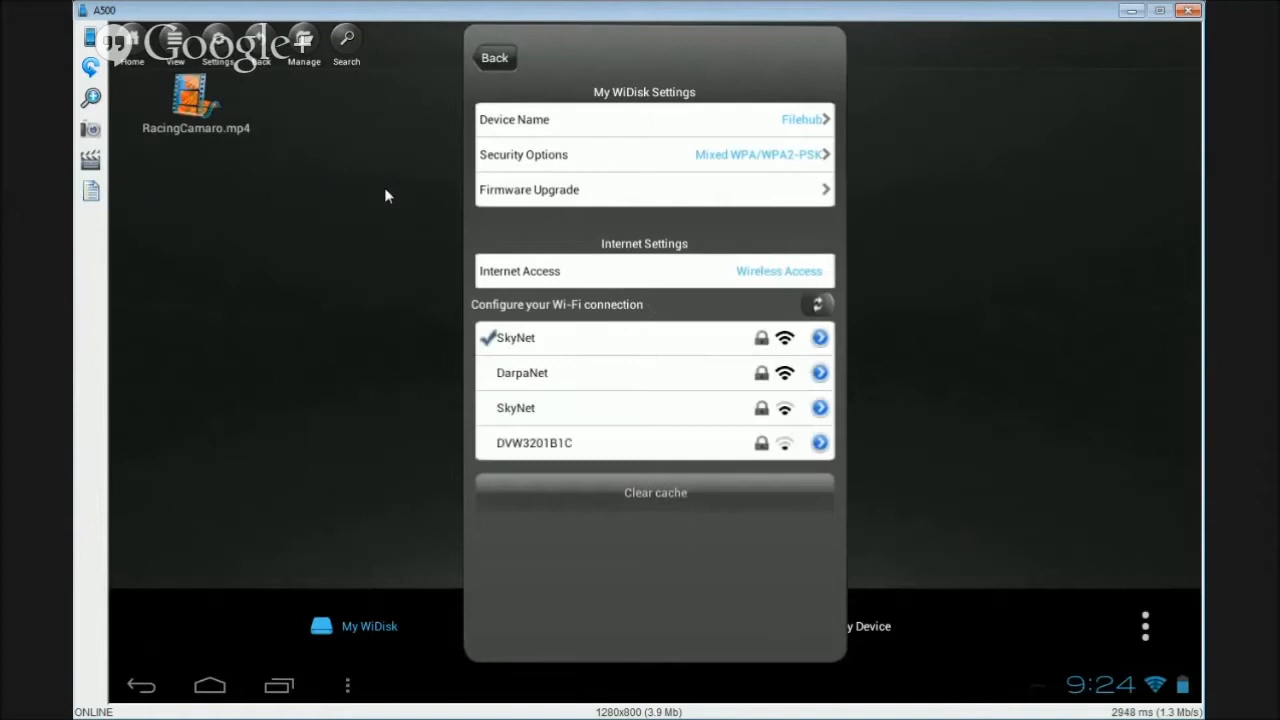 A500
Google+
Home View Settings Back Manage Search
RacingCamaro.mp4
Back
My WiDisk Settings
Device Name Filehub
Security Options Mixed WPA/WPA2-PSK
Firmware Upgrade
Internet Settings
Internet Access Wireless Access
Configure your Wi-Fi connection
SkyNet
DarpaNet
SkyNet
DVW3201B1C
Clear cache
My WiDisk
y Device
9:24
ONLINE 1280x800 (3.9 Mb) 2948 ms (1.3 Mb/s)